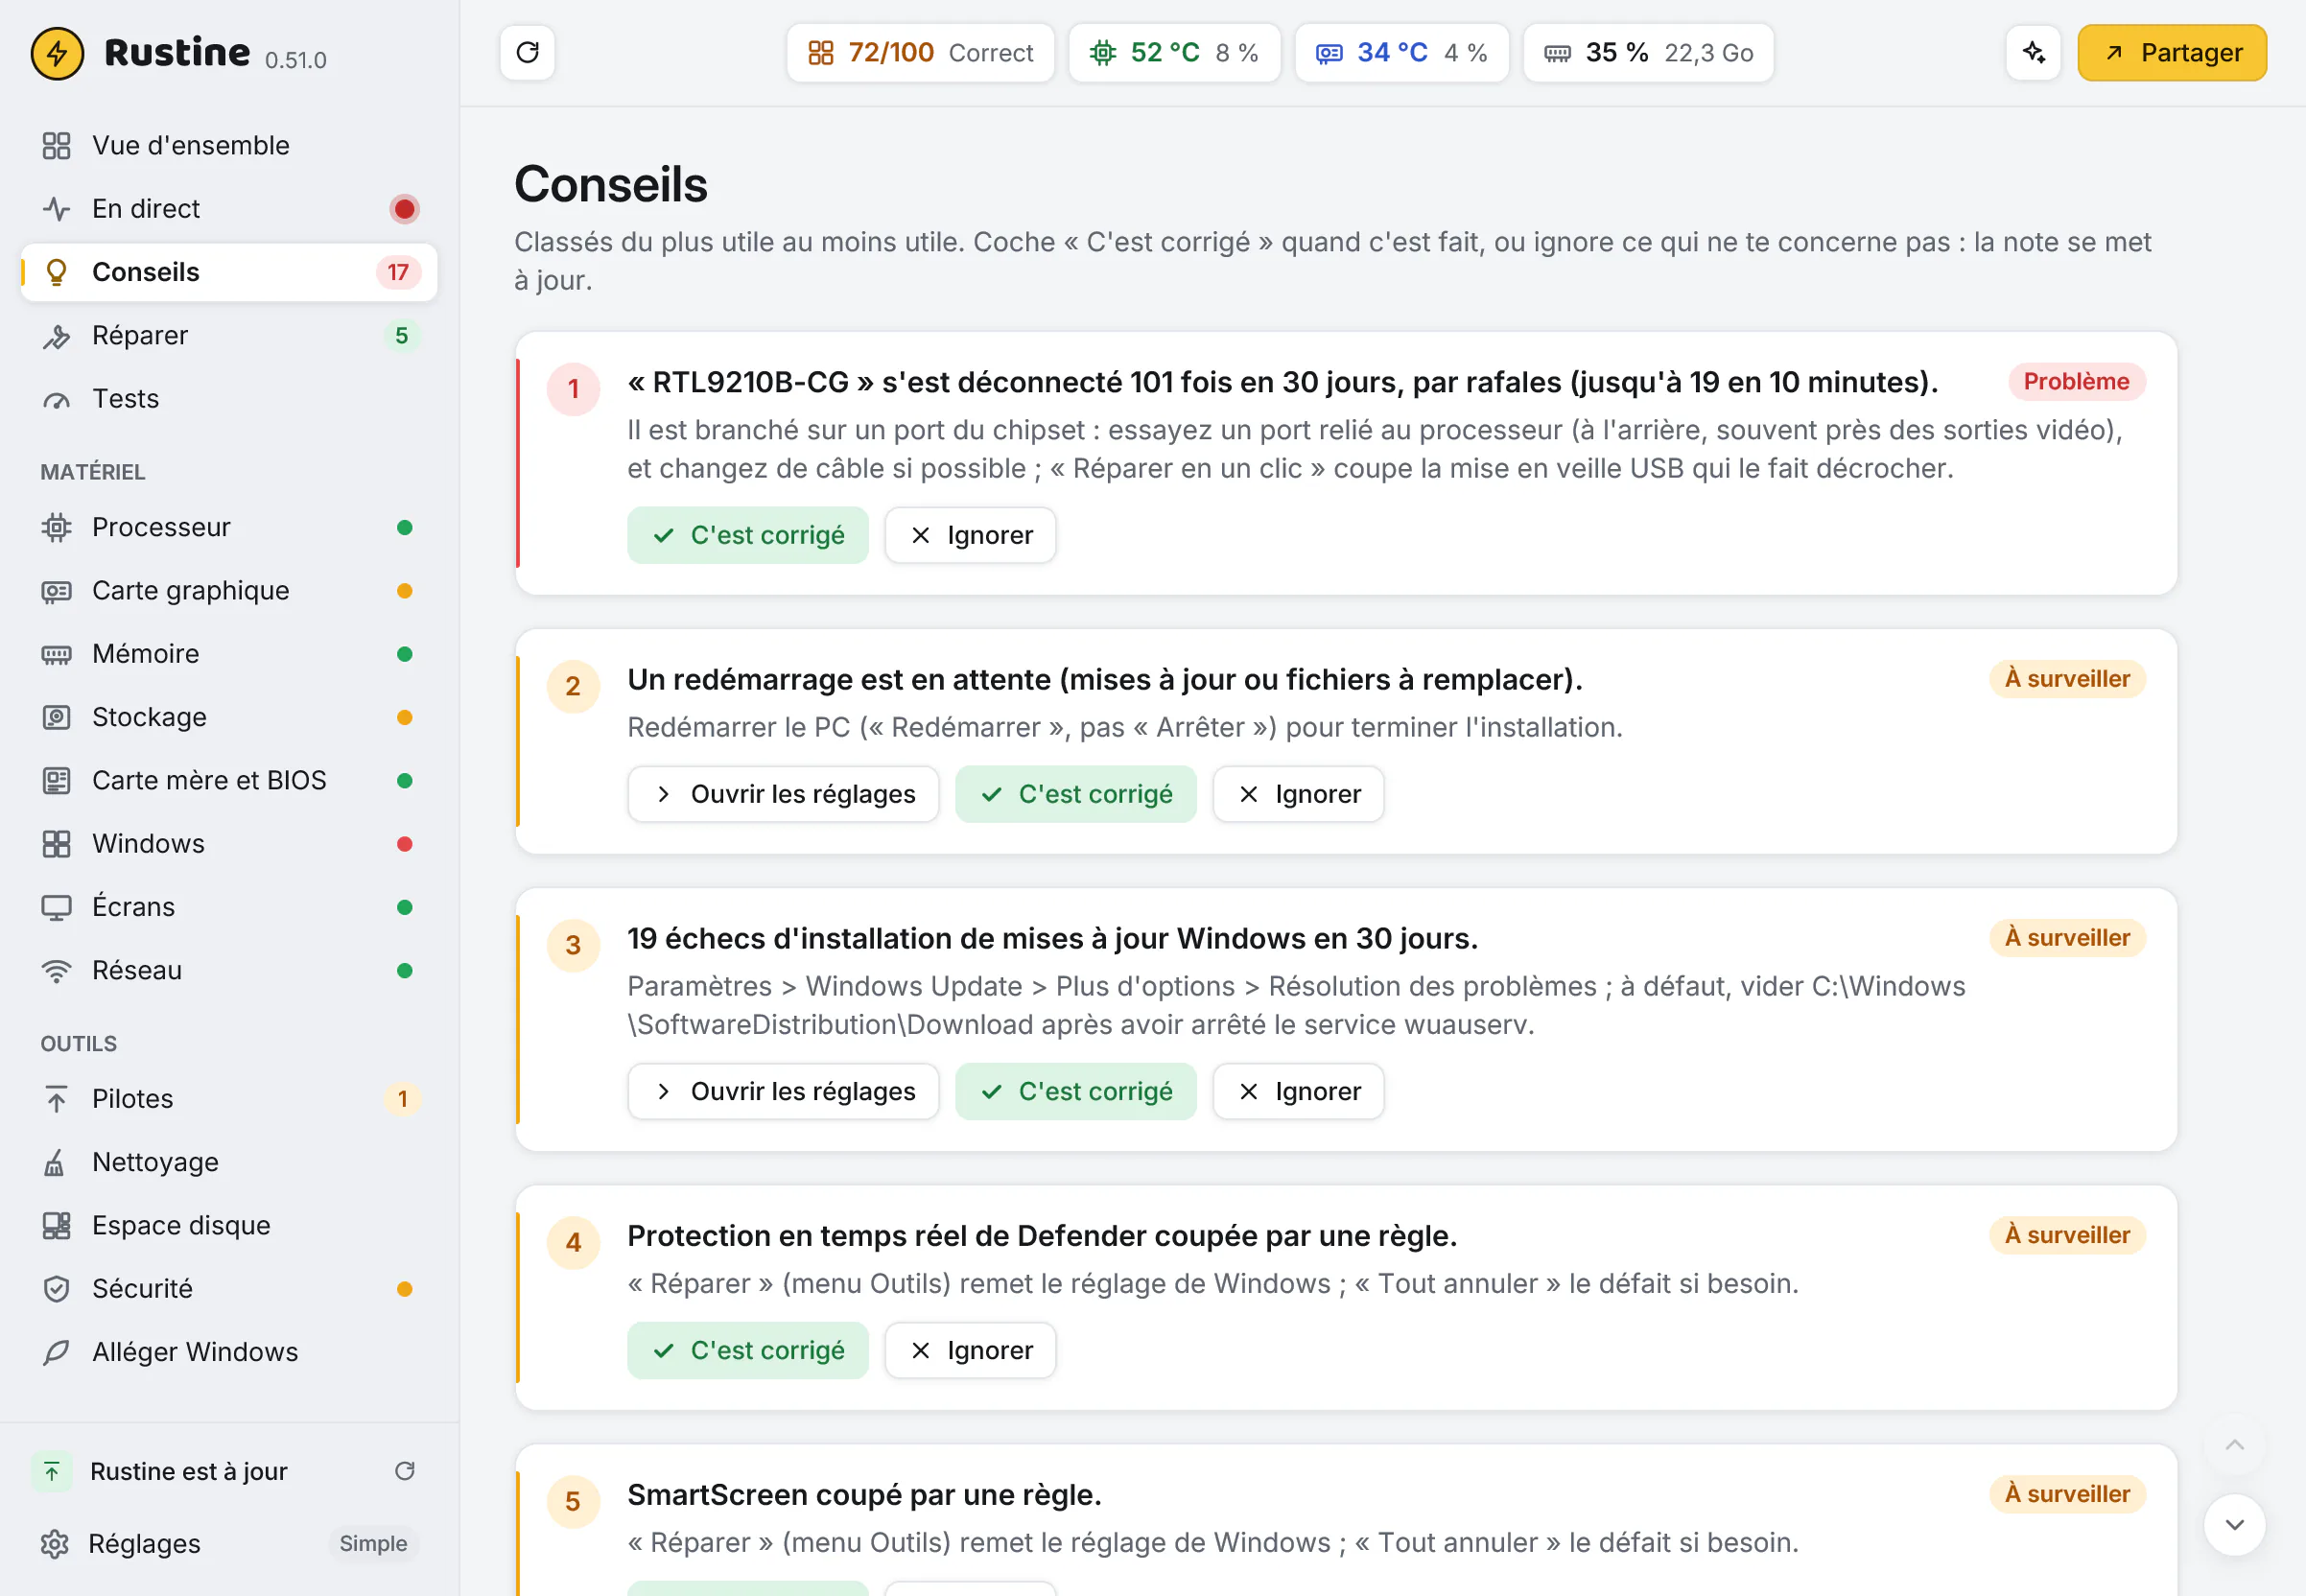 Rustine 0.51.0
Vue d'ensemble
En direct
Conseils 17
Réparer 5
Tests
MATÉRIEL
Processeur
Carte graphique
Mémoire
Stockage
Carte mère et BIOS
Windows
Écrans
Réseau
OUTILS
Pilotes 1
Nettoyage
Espace disque
Sécurité
Alléger Windows
Rustine est à jour
Réglages Simple
72/100 Correct
52 °C 8 %
34 °C 4 %
35 % 22,3 Go
Partager
Conseils
Classés du plus utile au moins utile. Coche « C'est corrigé » quand c'est fait, ou ignore ce qui ne te concerne pas : la note se met
à jour.
1 « RTL9210B-CG » s'est déconnecté 101 fois en 30 jours, par rafales (jusqu'à 19 en 10 minutes). Problème
Il est branché sur un port du chipset : essayez un port relié au processeur (à l'arrière, souvent près des sorties vidéo),
et changez de câble si possible ; « Réparer en un clic » coupe la mise en veille USB qui le fait décrocher.
C'est corrigé Ignorer
2 Un redémarrage est en attente (mises à jour ou fichiers à remplacer). À surveiller
Redémarrer le PC (« Redémarrer », pas « Arrêter ») pour terminer l'installation.
Ouvrir les réglages C'est corrigé Ignorer
3 19 échecs d'installation de mises à jour Windows en 30 jours. À surveiller
Paramètres > Windows Update > Plus d'options > Résolution des problèmes ; à défaut, vider C:\Windows
\SoftwareDistribution\Download après avoir arrêté le service wuauserv.
Ouvrir les réglages C'est corrigé Ignorer
4 Protection en temps réel de Defender coupée par une règle. À surveiller
« Réparer » (menu Outils) remet le réglage de Windows ; « Tout annuler » le défait si besoin.
C'est corrigé Ignorer
5 SmartScreen coupé par une règle. À surveiller
« Réparer » (menu Outils) remet le réglage de Windows ; « Tout annuler » le défait si besoin.